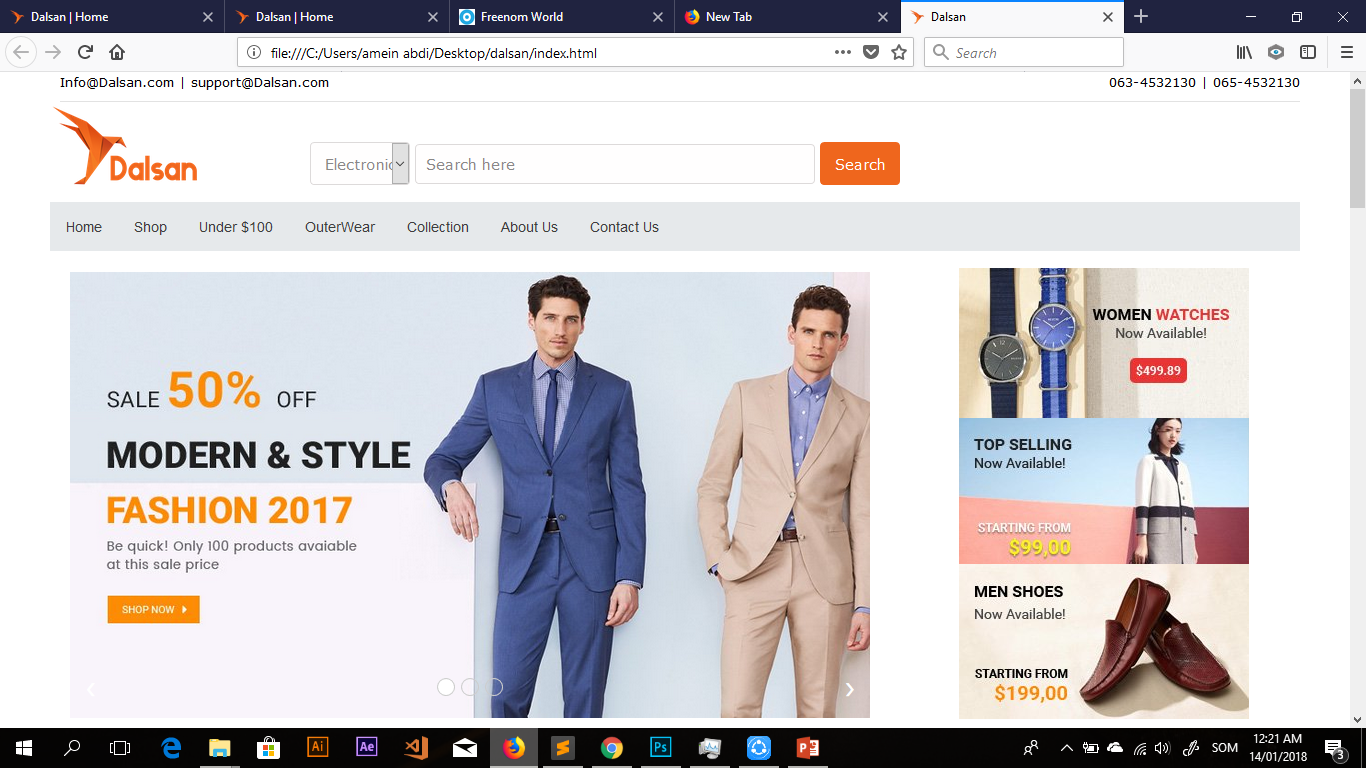 Dalsan | Home
Dalsan | Home
Freenom World
New Tab
Dalsan
file:///C:/Users/amein abdi/Desktop/dalsan/index.html
Search
Info@Dalsan.com | support@Dalsan.com
063-4532130 | 065-4532130
Dalsan
Electronic
Search here
Search
Home
Shop
Under $100
OuterWear
Collection
About Us
Contact Us
SALE 50% OFF
MODERN & STYLE
FASHION 2017
Be quick! Only 100 products avaiable
at this sale price
SHOP NOW
WOMEN WATCHES
Now Available!
$499.89
TOP SELLING
Now Available!
STARTING FROM
$99,00
MEN SHOES
Now Available!
STARTING FROM
$199,00
Ai
Ae
Ps
SOM
12:21 AM
14/01/2018
3